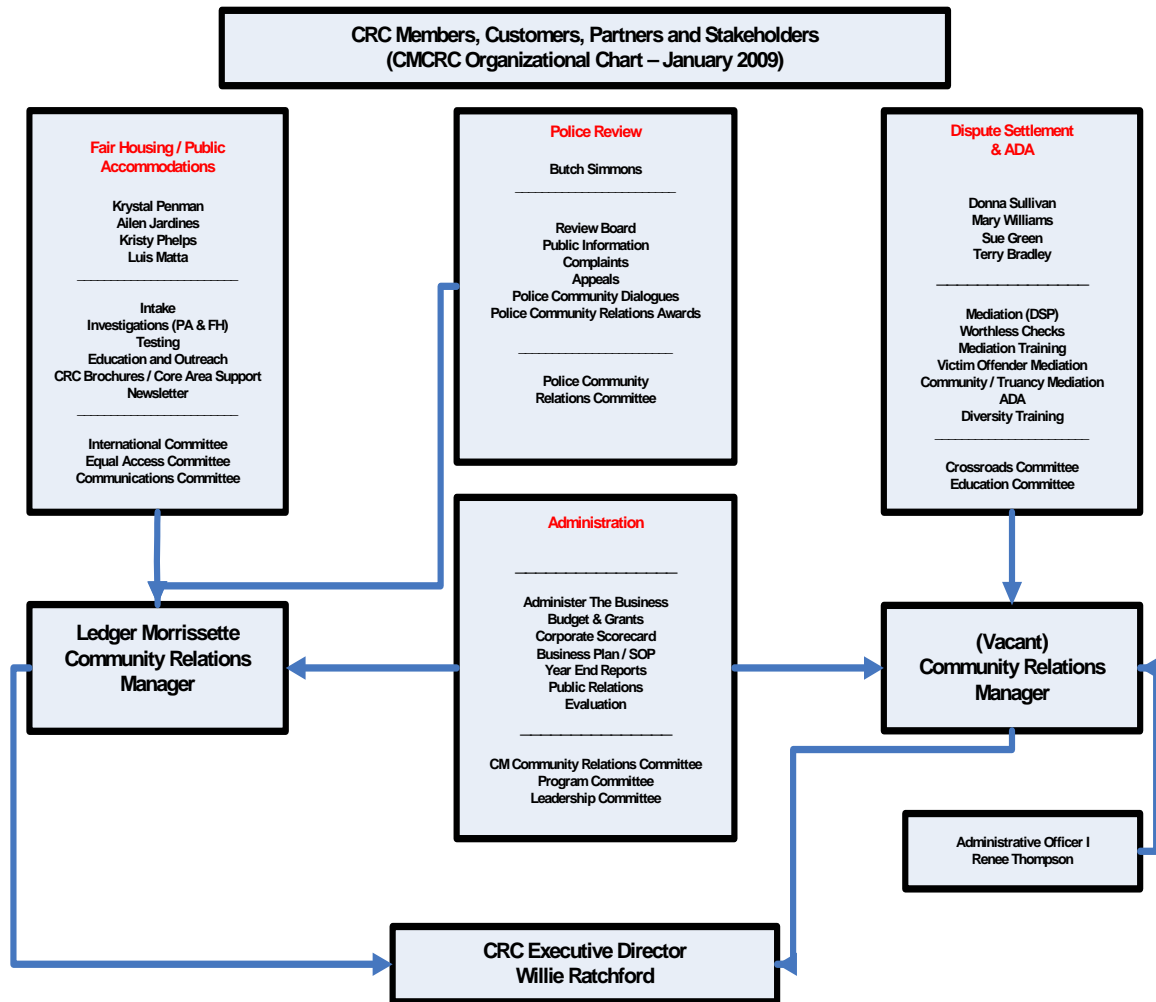 CRC Members, Customers, Partners and Stakeholders
(CMCRC Organizational Chart – January 2009)
Fair Housing / Public
Accommodations
Krystal Penman
Ailen Jardines
Kristy Phelps
Luis Matta
Intake
Investigations (PA & FH)
Testing
Education and Outreach
CRC Brochures / Core Area Support
Newsletter
International Committee
Equal Access Committee
Communications Committee
Police Review
Butch Simmons
Review Board
Public Information
Complaints
Appeals
Police Community Dialogues
Police Community Relations Awards
Police Community
Relations Committee
Dispute Settlement
& ADA
Donna Sullivan
Mary Williams
Sue Green
Terry Bradley
Mediation (DSP)
Worthless Checks
Mediation Training
Victim Offender Mediation
Community / Truancy Mediation
ADA
Diversity Training
Crossroads Committee
Education Committee
Administration
Administer The Business
Budget & Grants
Corporate Scorecard
Business Plan / SOP
Year End Reports
Public Relations
Evaluation
CM Community Relations Committee
Program Committee
Leadership Committee
Ledger Morrissette
Community Relations
Manager
(Vacant)
Community Relations
Manager
Administrative Officer I
Renee Thompson
CRC Executive Director
Willie Ratchford